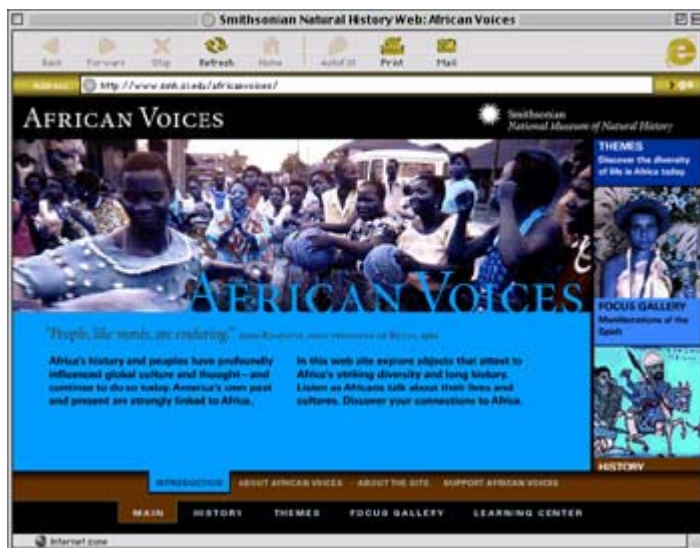 Smithsonian Natural History Web: African Voices
Back Forward Stop Refresh Home AutoFill Print Mail
Address: http://www.mnh.si.edu/africanvoices/ go
AFRICAN VOICES
Smithsonian
National Museum of Natural History
THEMES
Discover the diversity
of life in Africa today
AFRICAN VOICES
FOCUS GALLERY
Manifestations of the
Spirit
"People, like words, are enduring."
Africa's history and peoples have profoundly
influenced global culture and thought—and
continue to do so today. America's own past
and present are strongly linked to Africa.
In this web site explore objects that attest to
Africa's striking diversity and long history.
Listen as Africans talk about their lives and
cultures. Discover your connections to Africa.
HISTORY
INTRODUCTION ABOUT AFRICAN VOICES ABOUT THE SITE SUPPORT AFRICAN VOICES
MAIN HISTORY THEMES FOCUS GALLERY LEARNING CENTER
Internet zone